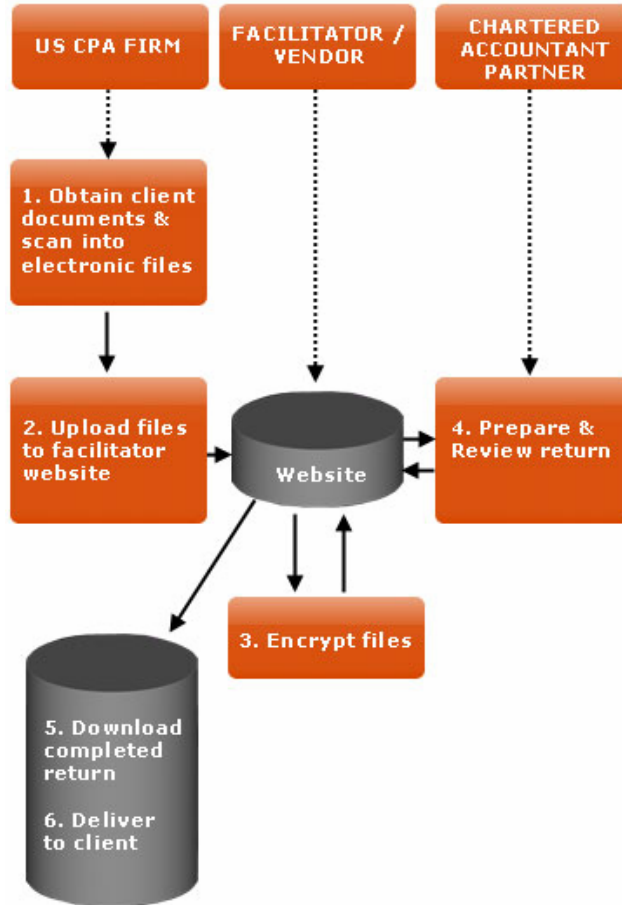 US CPA FIRM
FACILITATOR /
VENDOR
CHARTERED
ACCOUNTANT
PARTNER
1. Obtain client
documents &
scan into
electronic files
2. Upload files
to facilitator
website
Website
4. Prepare &
Review return
3. Encrypt files
5. Download
completed
return
6. Deliver
to client